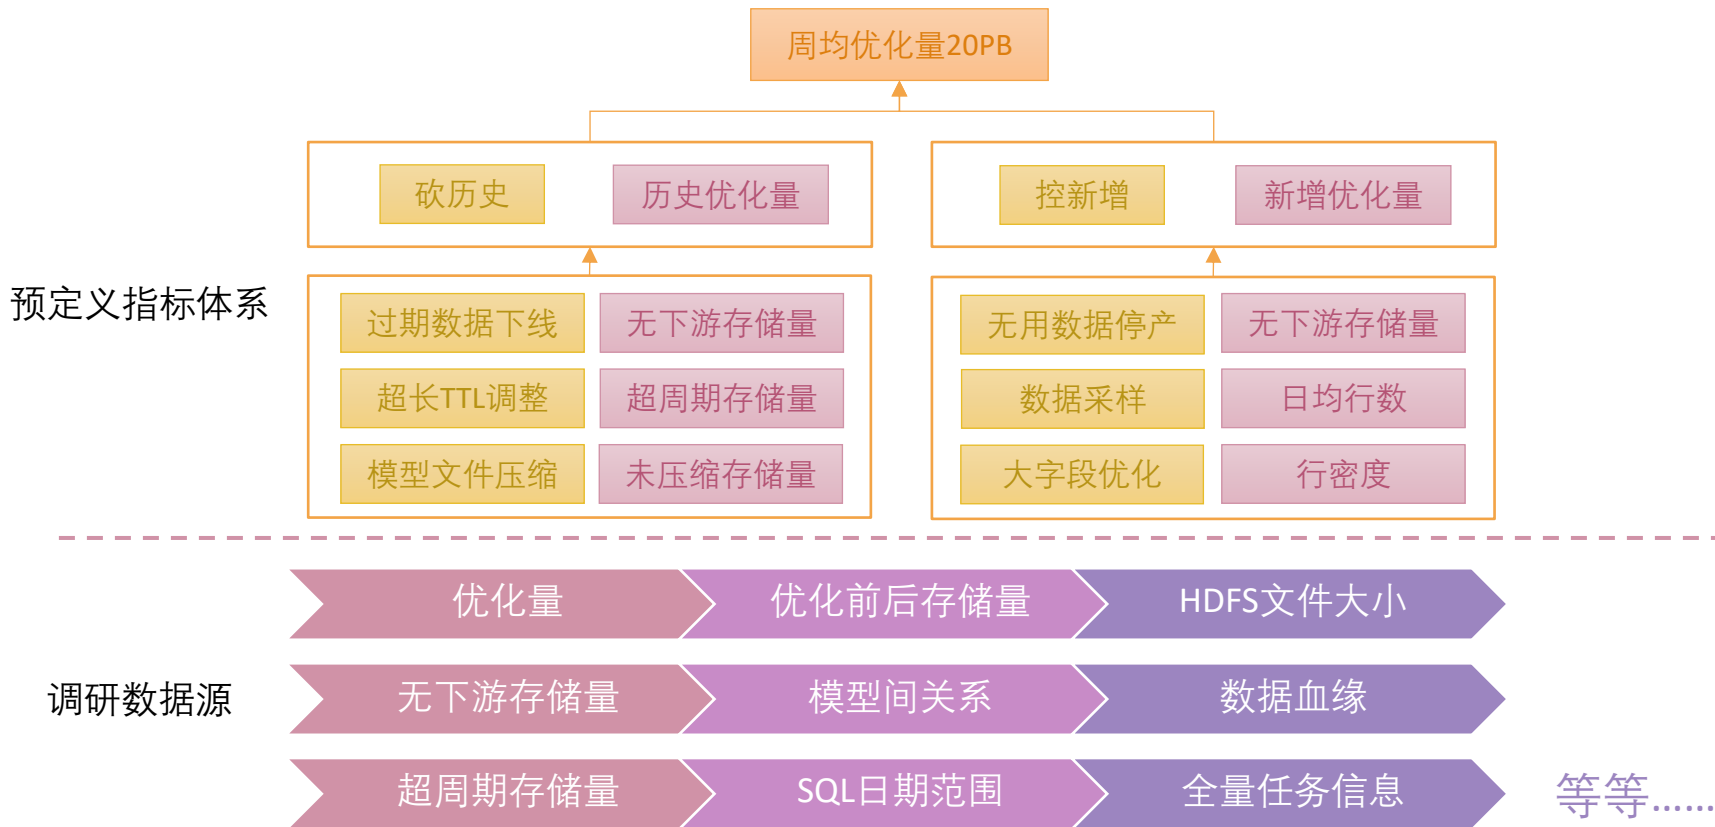 周均优化量20PB
砍历史 历史优化量
控新增 新增优化量
预定义指标体系
过期数据下线 无下游存储量
超长TTL调整 超周期存储量
模型文件压缩 未压缩存储量
无用数据停产 无下游存储量
数据采样 日均行数
大字段优化 行密度
调研数据源
优化量 优化前后存储量 HDFS文件大小
无下游存储量 模型间关系 数据血缘
超周期存储量 SQL日期范围 全量任务信息 等等……